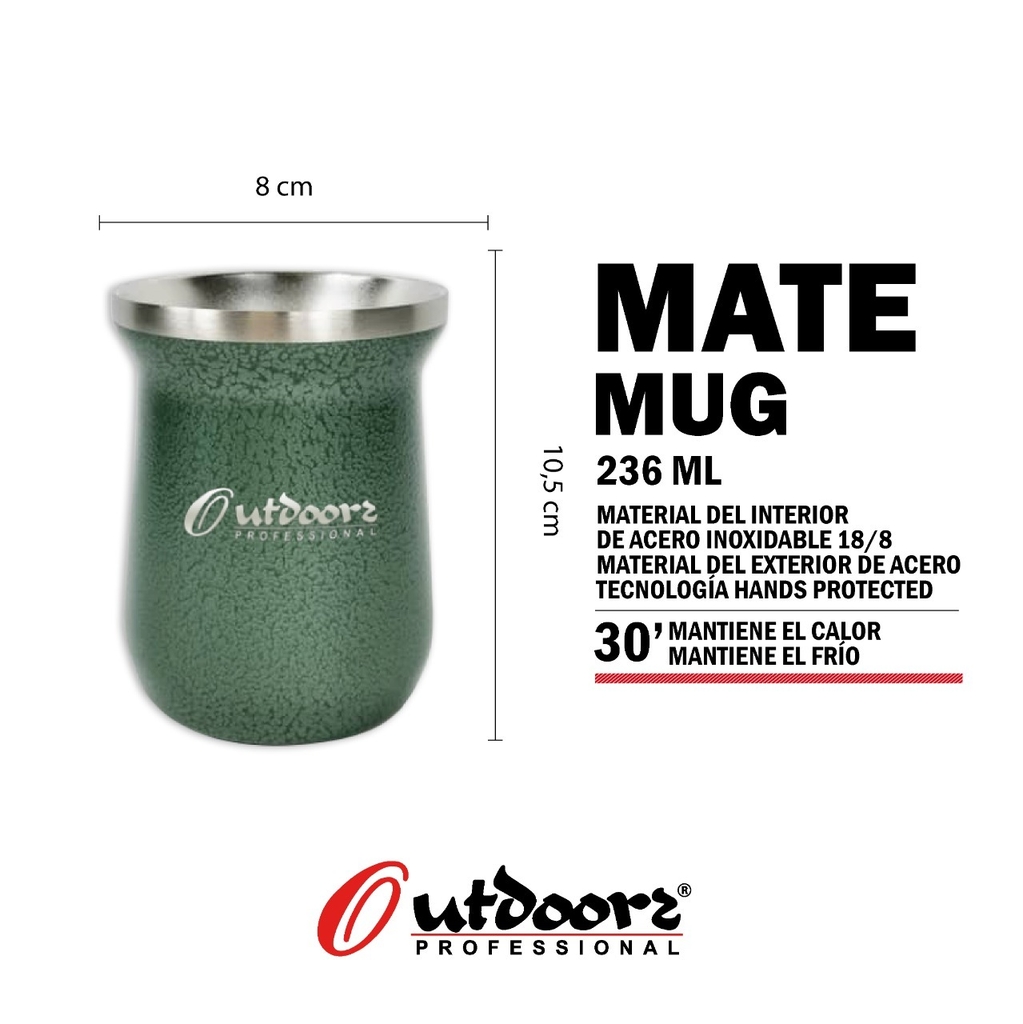 8 cm
MATE
MUG
236 ML
10,5 cm
MATERIAL DEL INTERIOR
DE ACERO INOXIDABLE 18/8
MATERIAL DEL EXTERIOR DE ACERO
TECNOLOGÍA HANDS PROTECTED
30’ MANTIENE EL CALOR
MANTIENE EL FRÍO
Outdoorz
PROFESSIONAL
Outdoorz®
PROFESSIONAL